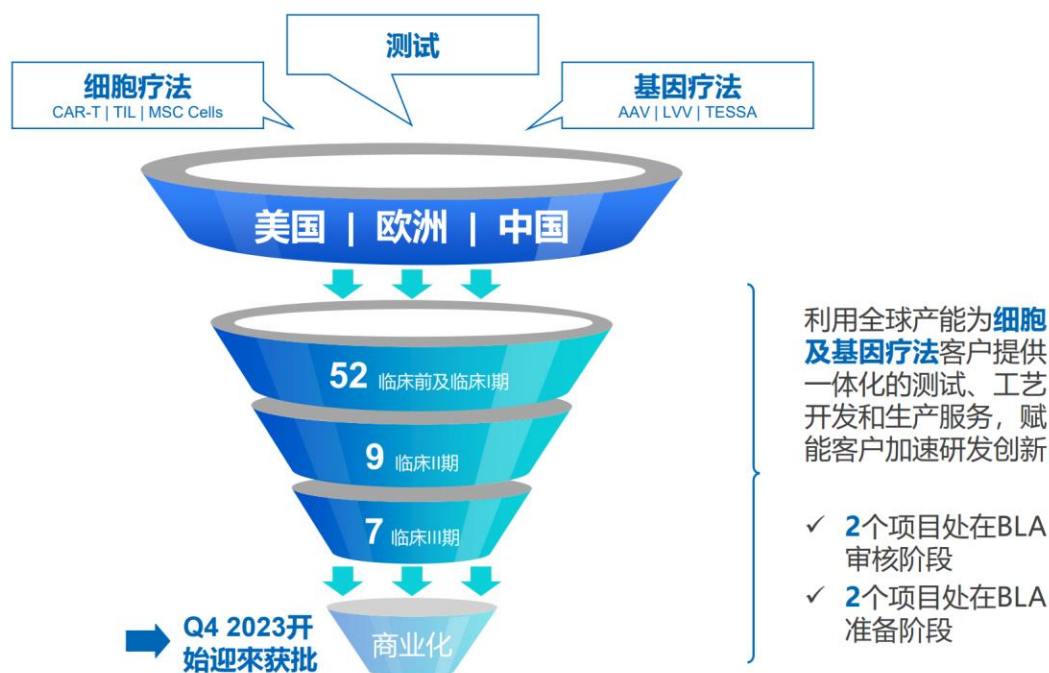 测试
细胞疗法
CAR-T | TIL | MSC Cells
基因疗法
AAV | LVV | TESSA
美国 | 欧洲 | 中国
52 临床前及临床I期
9 临床II期
7 临床III期
商业化
Q4 2023开
始迎來获批
利用全球产能为细胞
及基因疗法客户提供
一体化的测试、工艺
开发和生产服务，赋
能客户加速研发创新
✓ 2个项目处在BLA
审核阶段
✓ 2个项目处在BLA
准备阶段